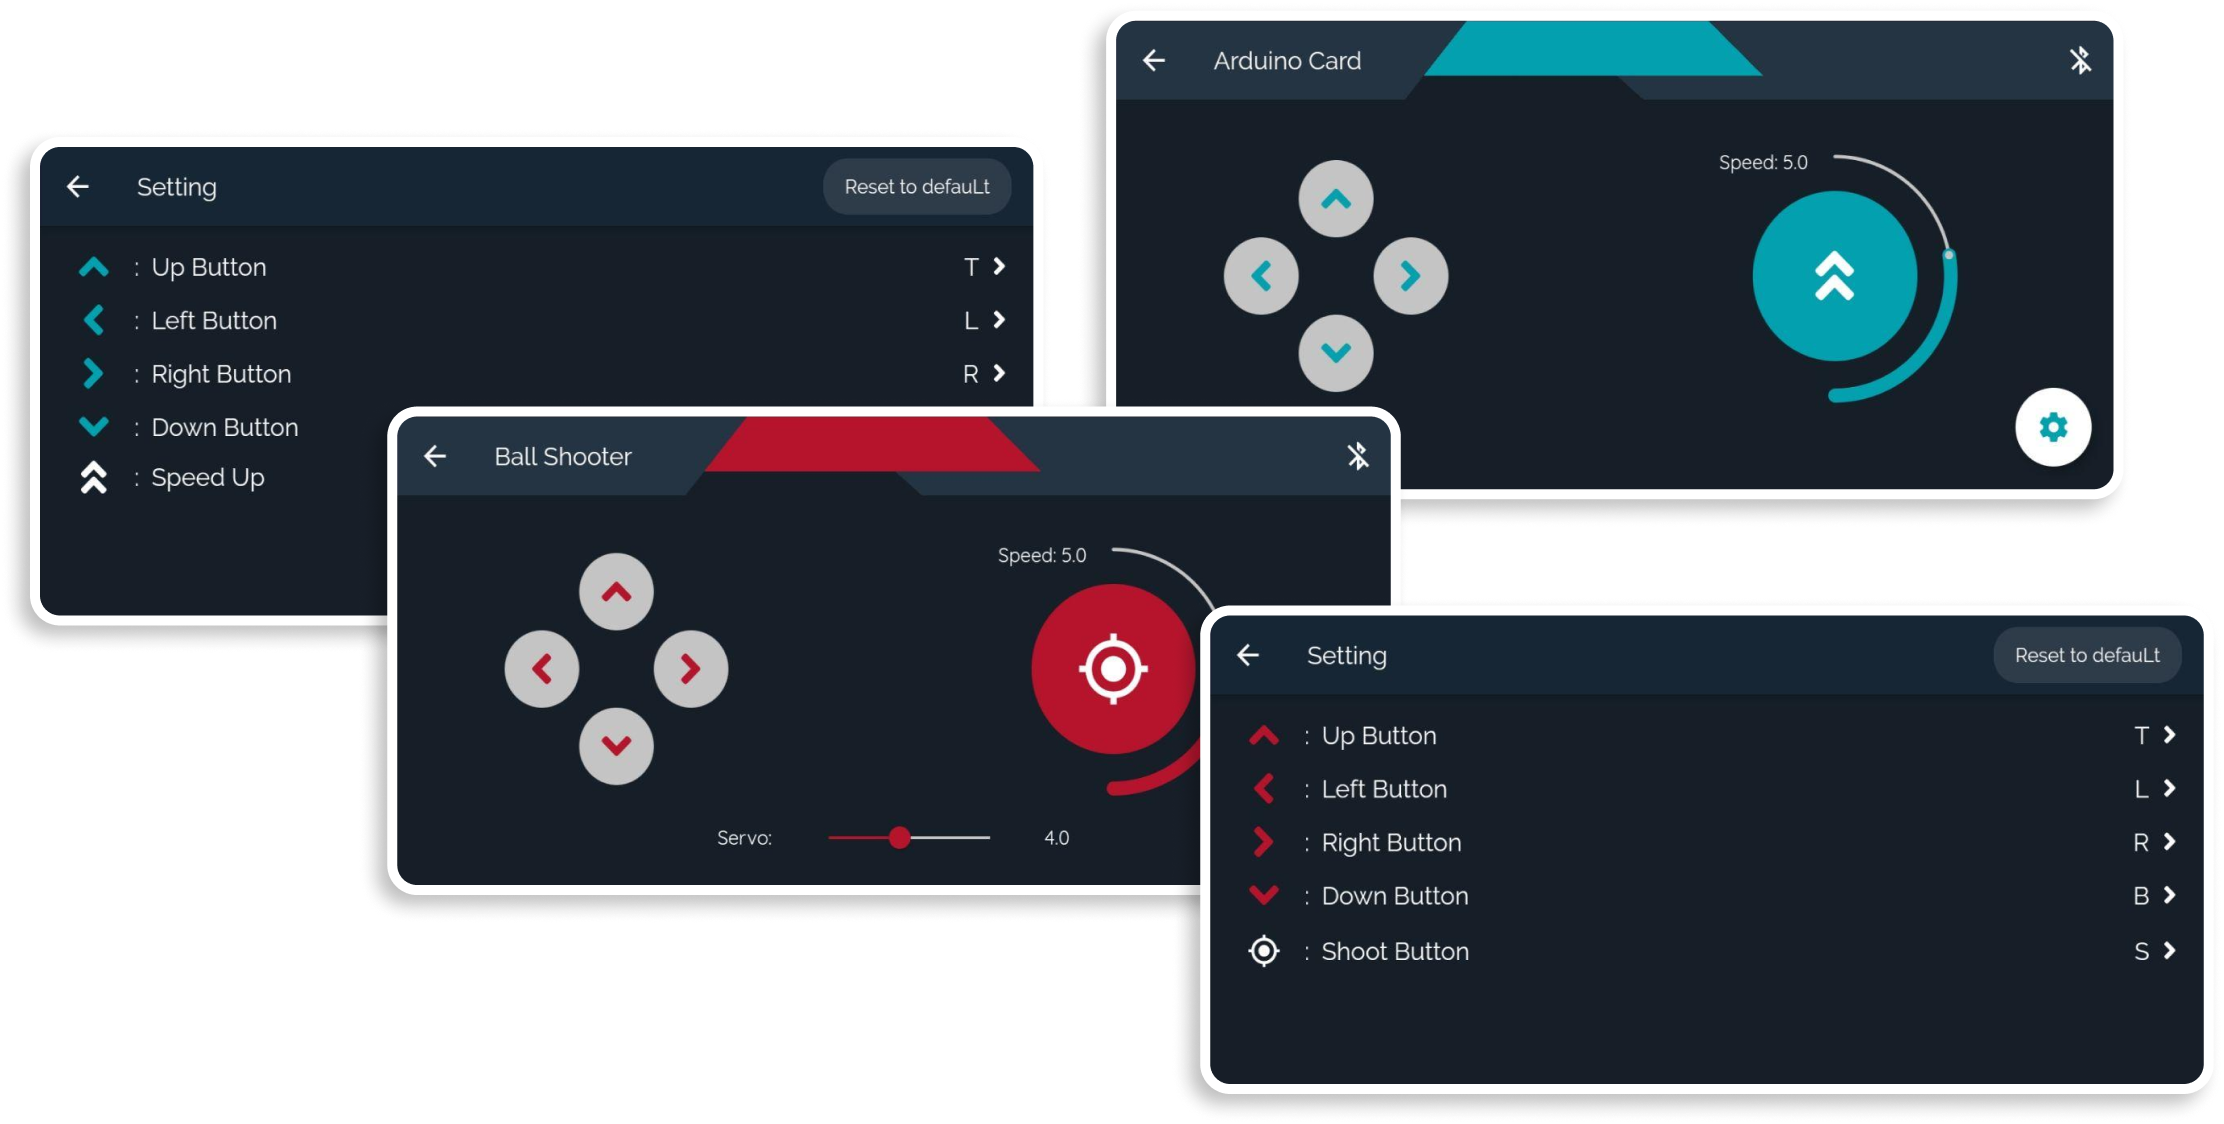 Setting
Reset to defauLt
: Up Button T
: Left Button L
: Right Button R
: Down Button
: Speed Up
Arduino Card
Speed: 5.0
Ball Shooter
Speed: 5.0
Servo: 4.0
Setting
Reset to defauLt
: Up Button T
: Left Button L
: Right Button R
: Down Button B
: Shoot Button S